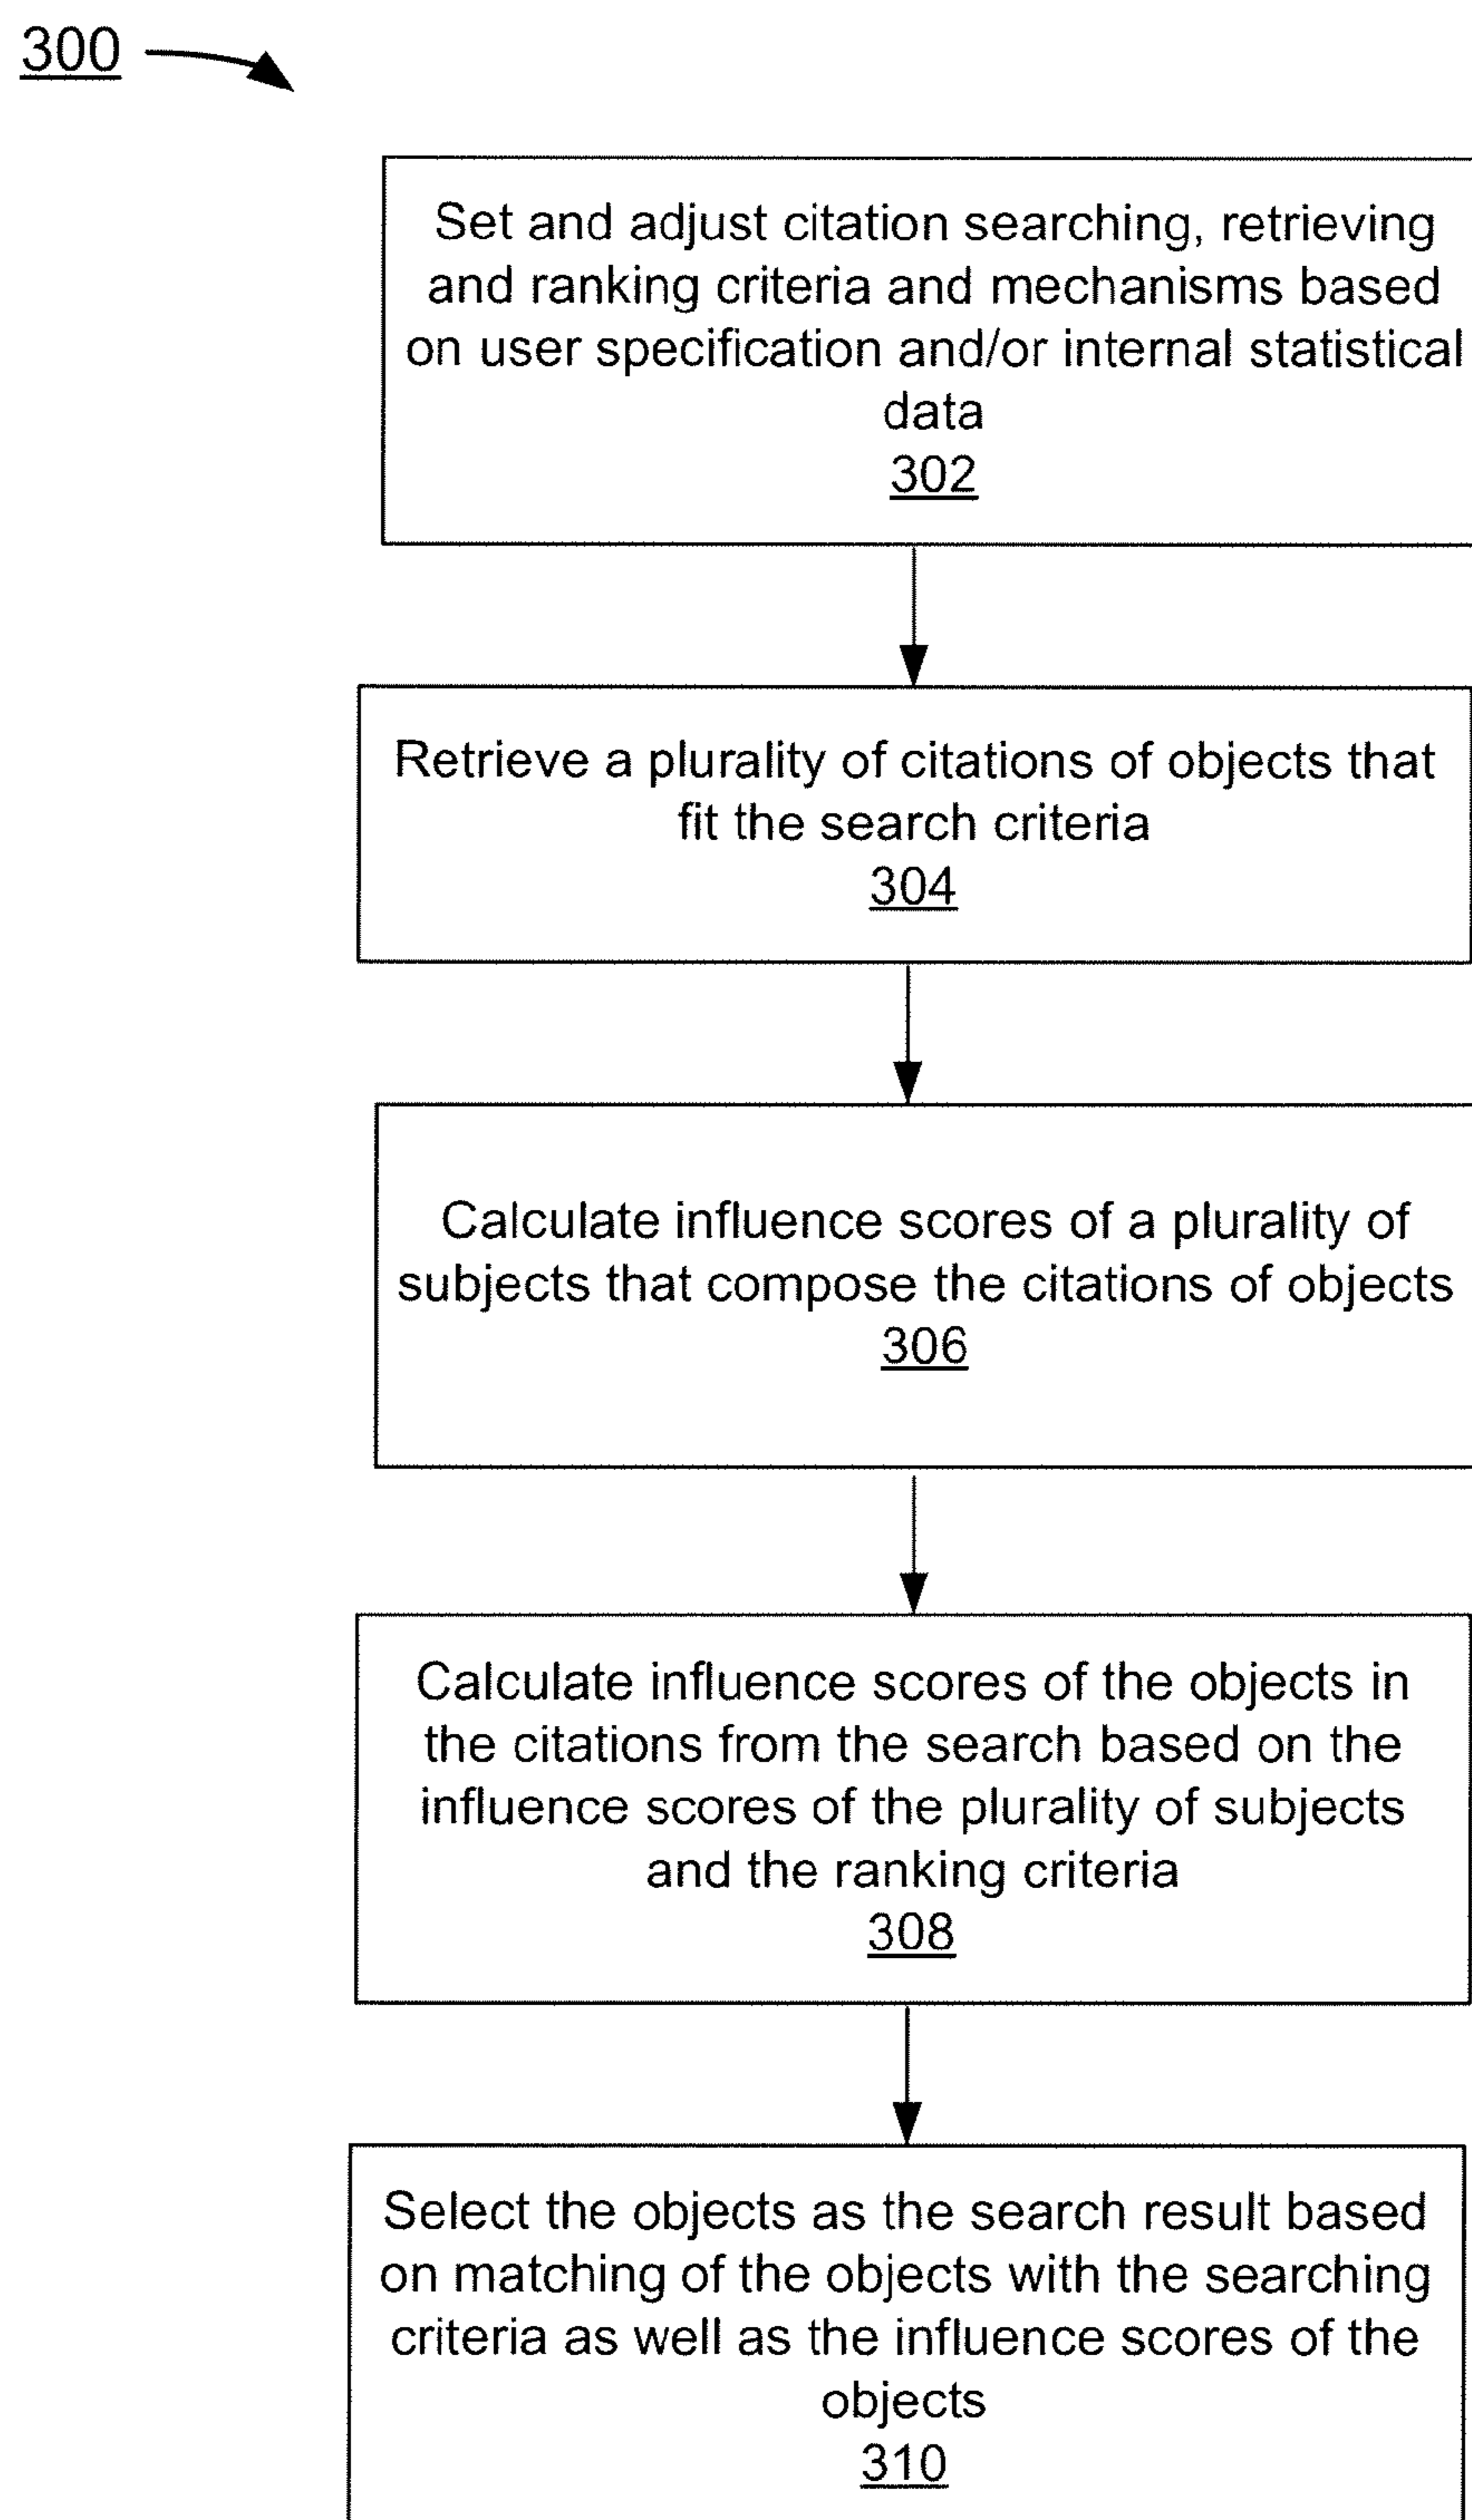 300
Set and adjust citation searching, retrieving
and ranking criteria and mechanisms based
on user specification and/or internal statistical
data
302
Retrieve a plurality of citations of objects that
fit the search criteria
304
Calculate influence scores of a plurality of
subjects that compose the citations of objects
306
Calculate influence scores of the objects in
the citations from the search based on the
influence scores of the plurality of subjects
and the ranking criteria
308
Select the objects as the search result based
on matching of the objects with the searching
criteria as well as the influence scores of the
objects
310